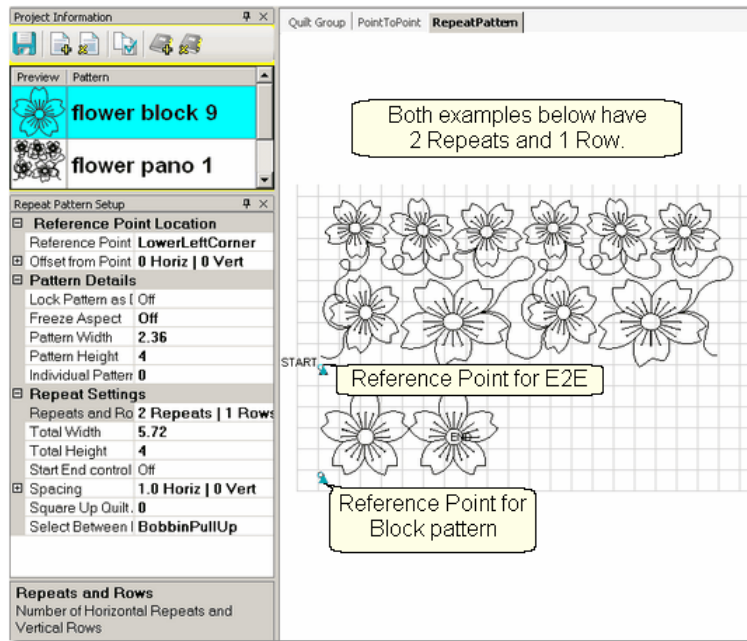 Project Information
Preview Pattern
flower block 9
flower pano 1
Repeat Pattern Setup
Reference Point Location
Reference Point LowerLeftCorner
Offset from Point 0 Horiz | 0 Vert
Pattern Details
Lock Pattern as [ Off
Freeze Aspect Off
Pattern Width 2.36
Pattern Height 4
Individual Patterr 0
Repeat Settings
Repeats and Ro 2 Repeats | 1 Rows
Total Width 5.72
Total Height 4
Start End control Off
Spacing 1.0 Horiz | 0 Vert
Square Up Quilt. 0
Select Between I BobbinPullUp
Repeats and Rows
Number of Horizontal Repeats and
Vertical Rows
Quilt Group PointToPoint RepeatPattern
Both examples below have
2 Repeats and 1 Row.
START
Reference Point for E2E
END
Reference Point for
Block pattern